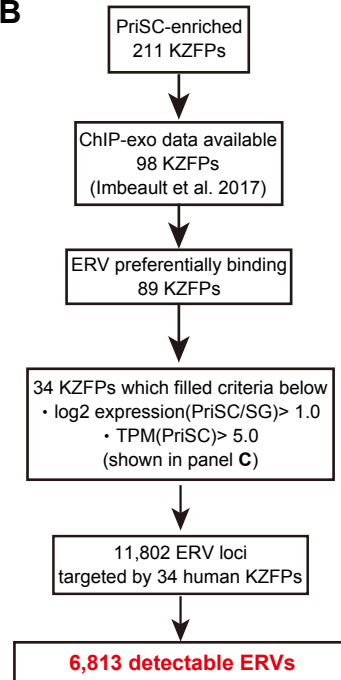 B
PriSC-enriched
211 KZFPs
ChIP-exo data available
98 KZFPs
(Imbeault et al. 2017)
ERV preferentially binding
89 KZFPs
34 KZFPs which filled criteria below
・log2 expression(PriSC/SG)> 1.0
・TPM(PriSC)> 5.0
(shown in panel C)
11,802 ERV loci
targeted by 34 human KZFPs
6,813 detectable ERVs